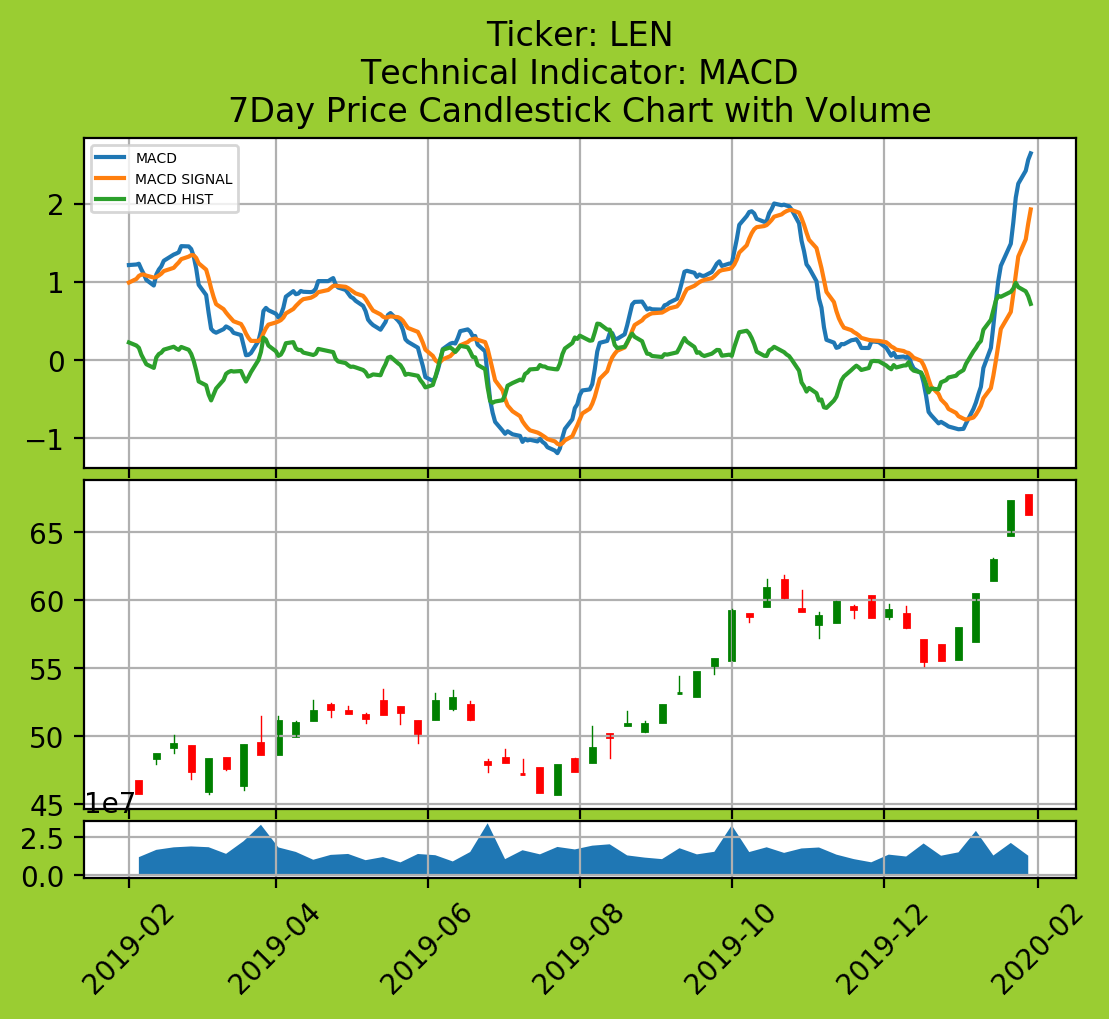 Ticker: LEN
Technical Indicator: MACD
7Day Price Candlestick Chart with Volume
MACD
MACD SIGNAL
MACD HIST
2
1
0
−1
65
60
55
50
45
1e7
2.5
0.0
2019-02
2019-04
2019-06
2019-08
2019-10
2019-12
2020-02